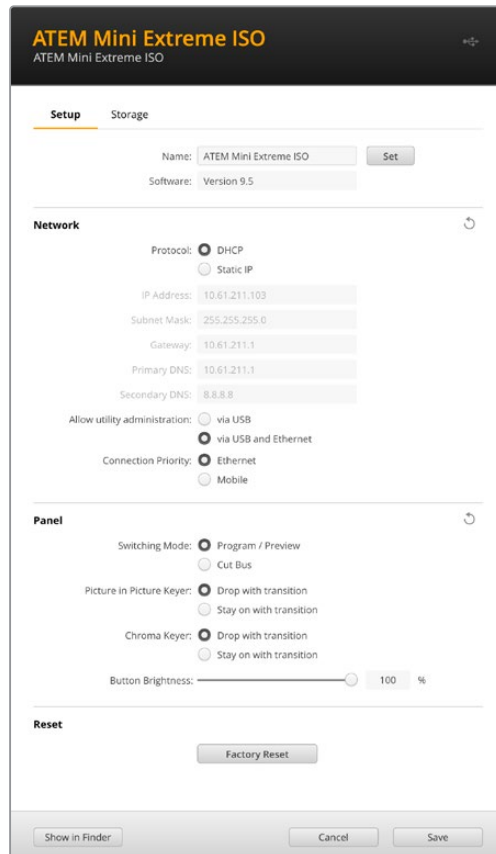 ATEM Mini Extreme ISO
ATEM Mini Extreme ISO
Setup Storage
Name: ATEM Mini Extreme ISO Set
Software: Version 9.5
Network
Protocol: DHCP
Static IP
IP Address: 10.61.211.103
Subnet Mask: 255.255.255.0
Gateway: 10.61.211.1
Primary DNS: 10.61.211.1
Secondary DNS: 8.8.8.8
Allow utility administration: via USB
via USB and Ethernet
Connection Priority: Ethernet
Mobile
Panel
Switching Mode: Program / Preview
Cut Bus
Picture in Picture Keyer: Drop with transition
Stay on with transition
Chroma Keyer: Drop with transition
Stay on with transition
Button Brightness: 100 %
Reset
Factory Reset
Show in Finder Cancel Save